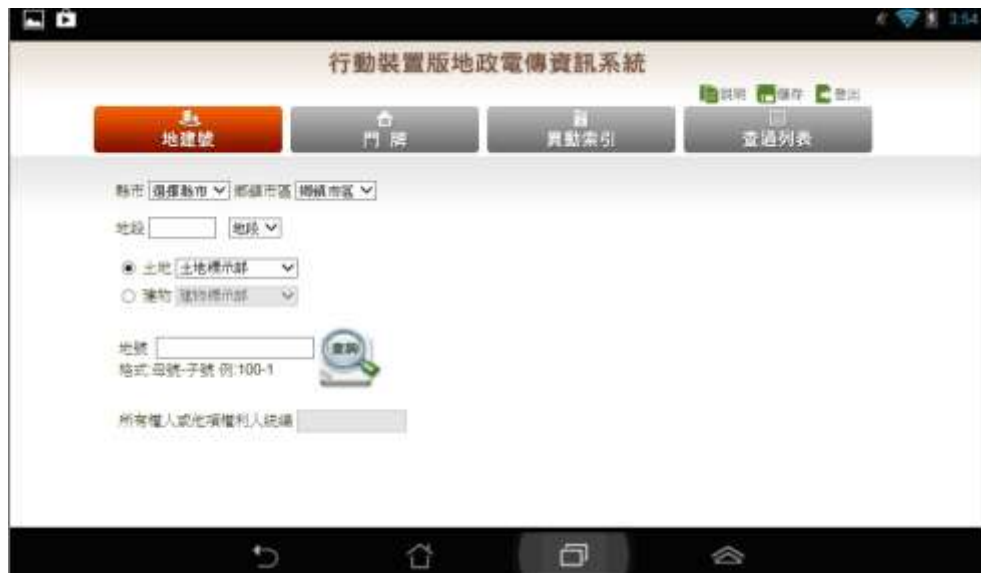 3:54
行動裝置版地政電傳資訊系統
說明 儲存 登出
地建號 門 牌 異動索引 查過列表
縣市 選擇縣市 鄉鎮市區 鄉鎮市區
地段 地段
土地 土地標示部
建物 建物標示部
地號 查詢
格式:母號-子號 例:100-1
所有權人或他項權利人統編